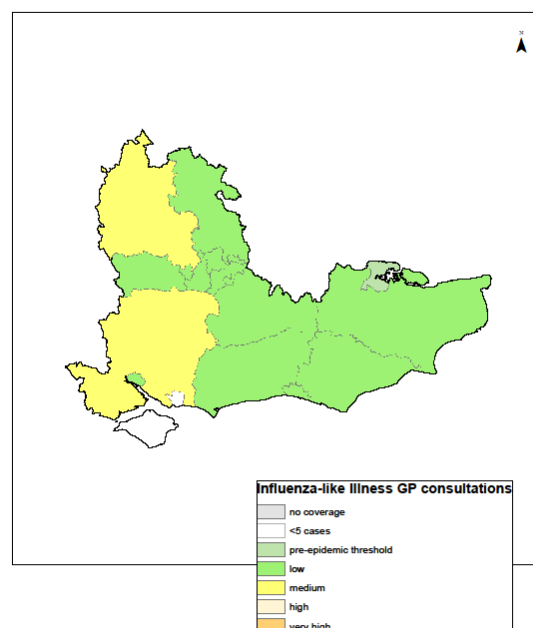 N
Influenza-like Illness GP consultations
no coverage
<5 cases
pre-epidemic threshold
low
medium
high
very high